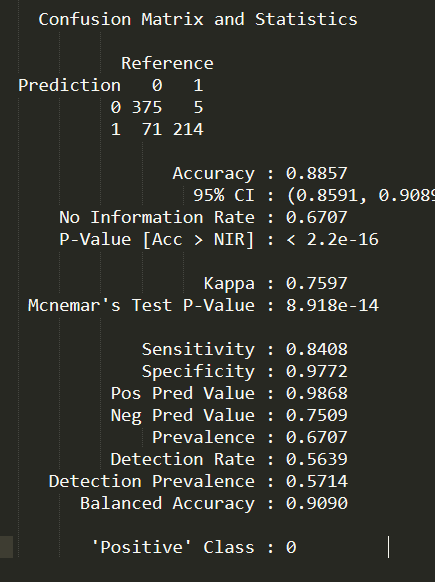 Confusion Matrix and Statistics
Reference
Prediction 0 1
0 375 5
1 71 214
Accuracy : 0.8857
95% CI : (0.8591, 0.9089
No Information Rate : 0.6707
P-Value [Acc > NIR] : < 2.2e-16
Kappa : 0.7597
Mcnemar's Test P-Value : 8.918e-14
Sensitivity : 0.8408
Specificity : 0.9772
Pos Pred Value : 0.9868
Neg Pred Value : 0.7509
Prevalence : 0.6707
Detection Rate : 0.5639
Detection Prevalence : 0.5714
Balanced Accuracy : 0.9090
'Positive' Class : 0